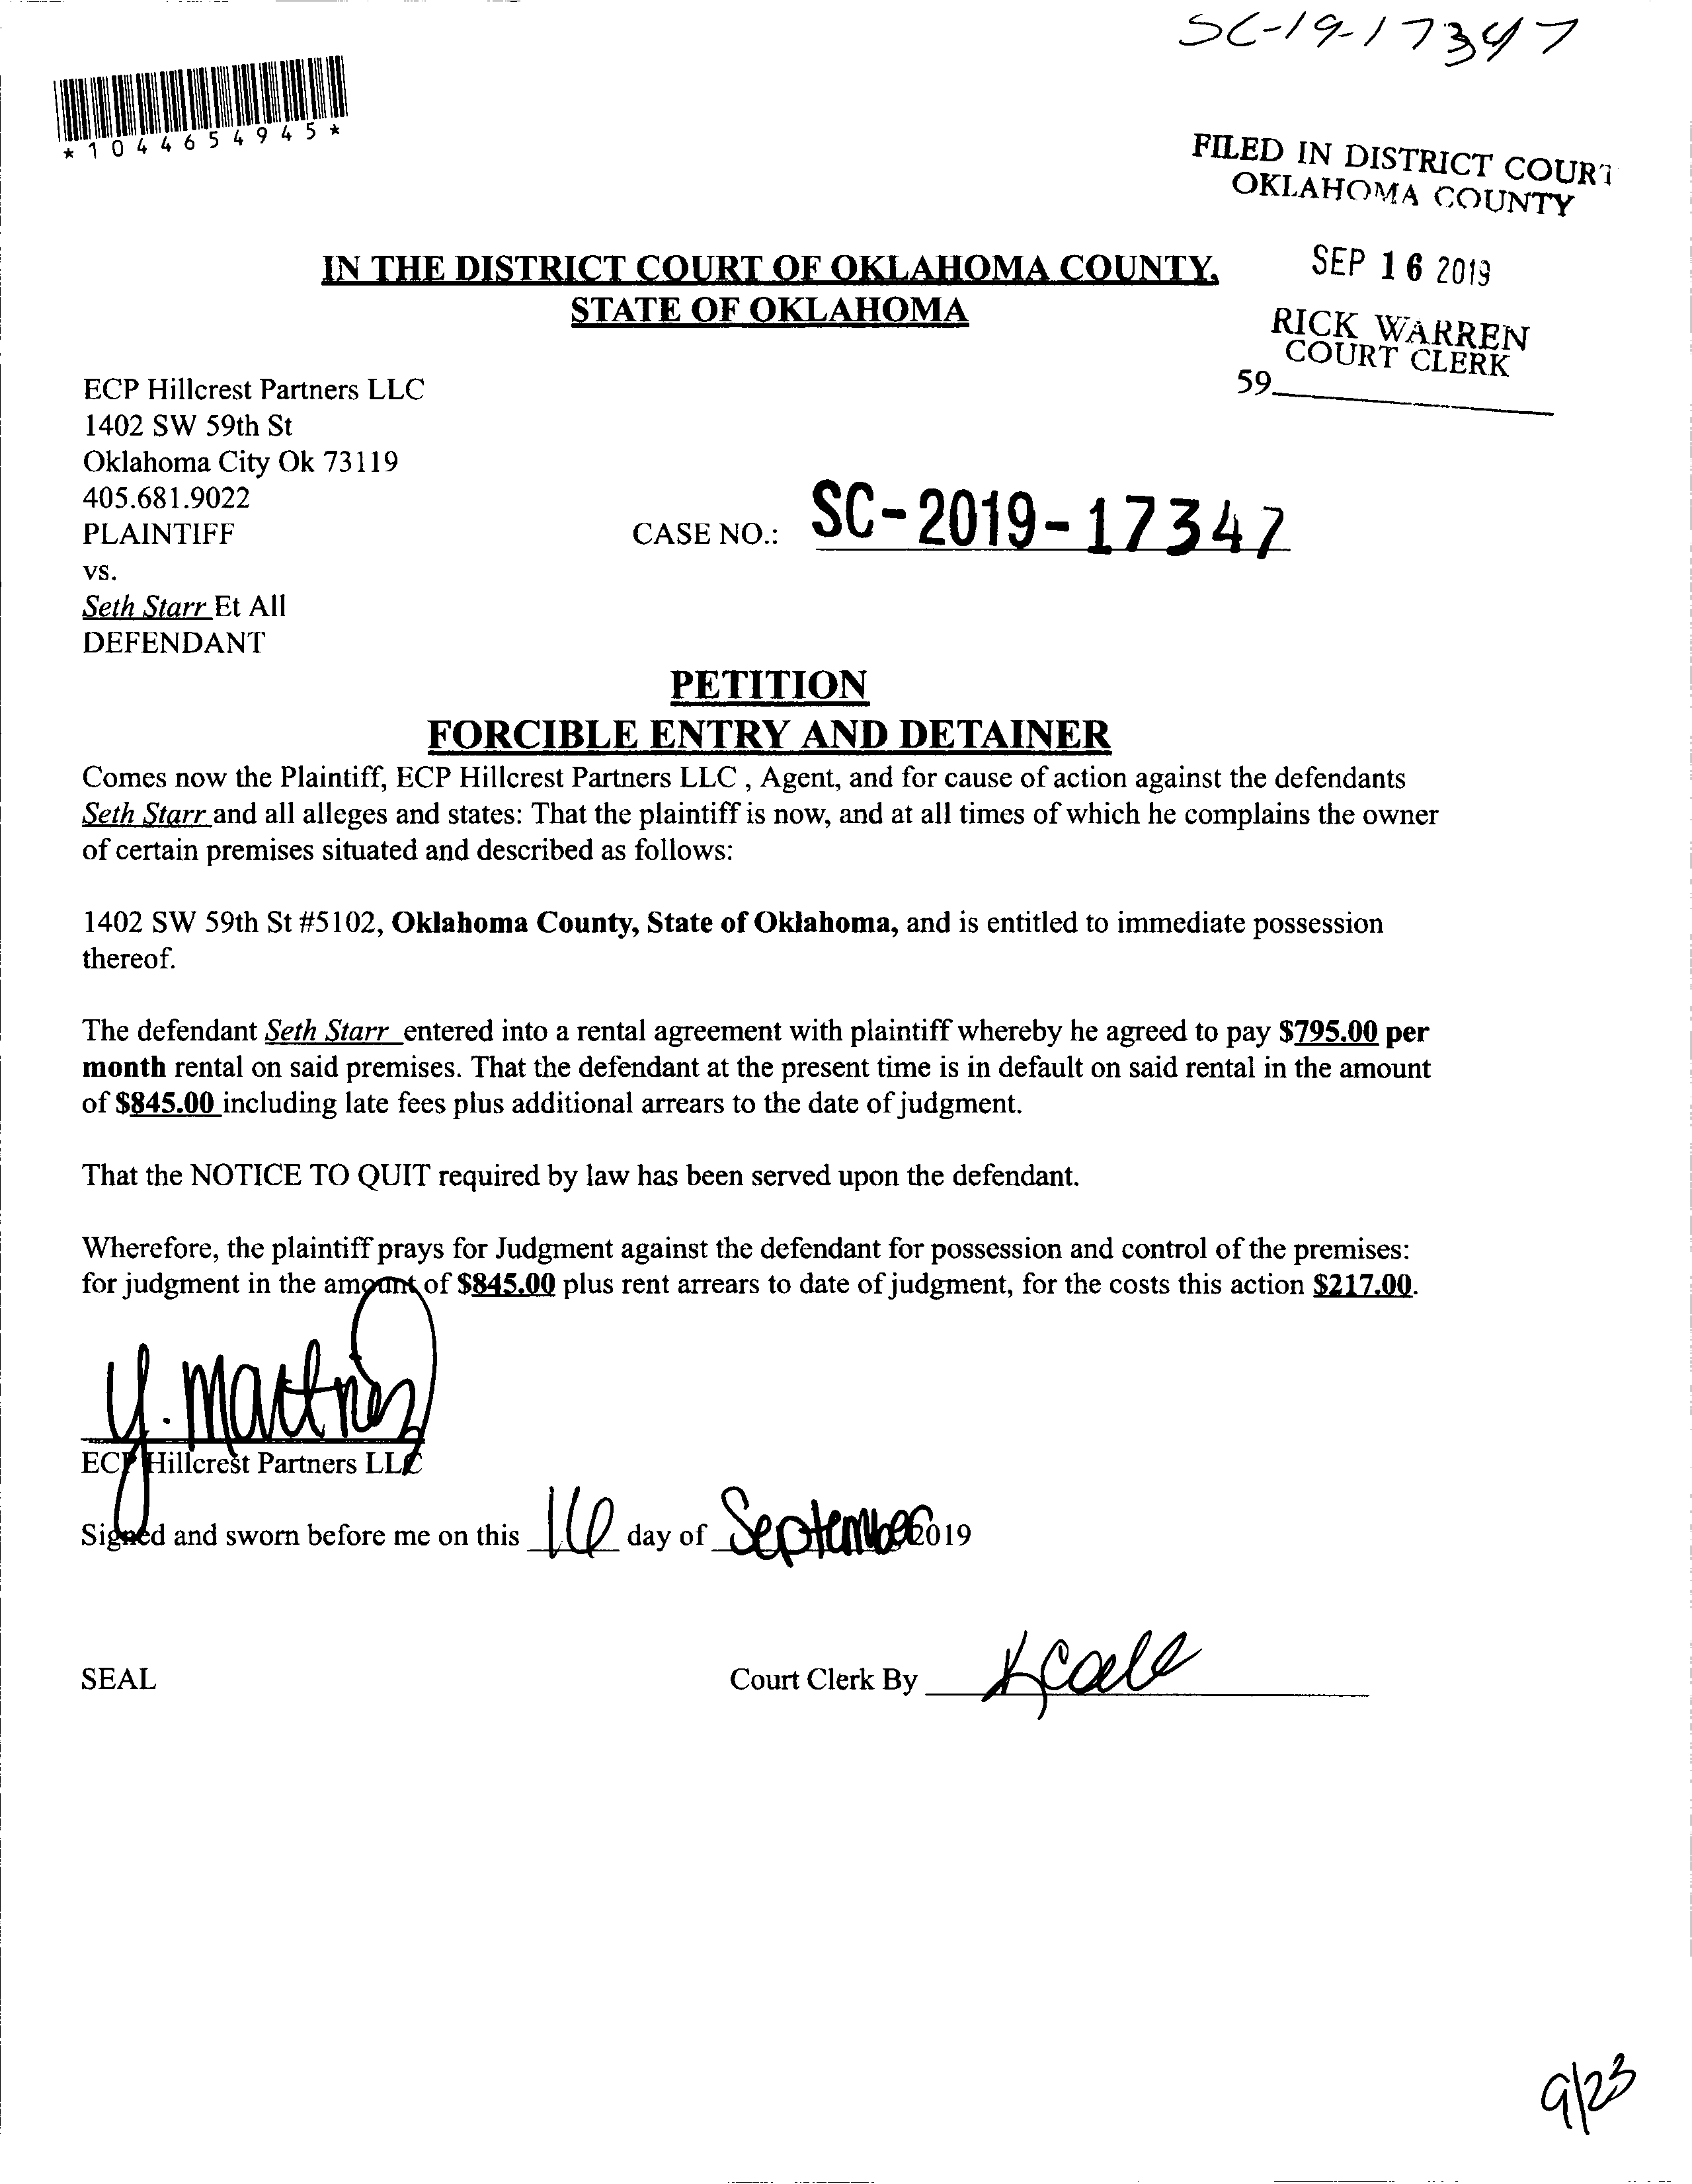 SC-19-17347
*1044654945*
FILED IN DISTRICT COURT
OKLAHOMA COUNTY
SEP 16 2019
RICK WARREN
COURT CLERK
59
IN THE DISTRICT COURT OF OKLAHOMA COUNTY,
STATE OF OKLAHOMA
ECP Hillcrest Partners LLC
1402 SW 59th St
Oklahoma City Ok 73119
405.681.9022
PLAINTIFF
CASE NO.: SC-2019-17347
vs.
Seth Starr Et All
DEFENDANT
PETITION
FORCIBLE ENTRY AND DETAINER
Comes now the Plaintiff, ECP Hillcrest Partners LLC , Agent, and for cause of action against the defendants
Seth Starr and all alleges and states: That the plaintiff is now, and at all times of which he complains the owner
of certain premises situated and described as follows:
1402 SW 59th St #5102, Oklahoma County, State of Oklahoma, and is entitled to immediate possession
thereof.
The defendant Seth Starr entered into a rental agreement with plaintiff whereby he agreed to pay $795.00 per
month rental on said premises. That the defendant at the present time is in default on said rental in the amount
of $845.00 including late fees plus additional arrears to the date of judgment.
That the NOTICE TO QUIT required by law has been served upon the defendant.
Wherefore, the plaintiff prays for Judgment against the defendant for possession and control of the premises:
for judgment in the amount of $845.00 plus rent arrears to date of judgment, for the costs this action $217.00.
Y. Martinez
ECP Hillcrest Partners LLC
Signed and sworn before me on this 16 day of September 2019
SEAL
Court Clerk By
9/23